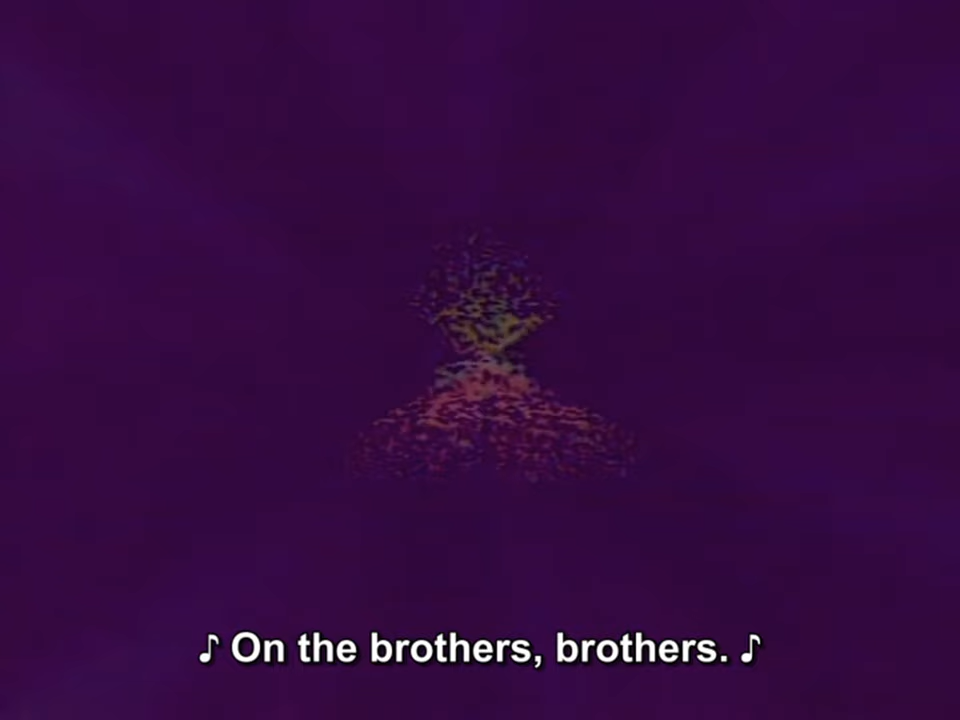 ♪ On the brothers, brothers. ♪